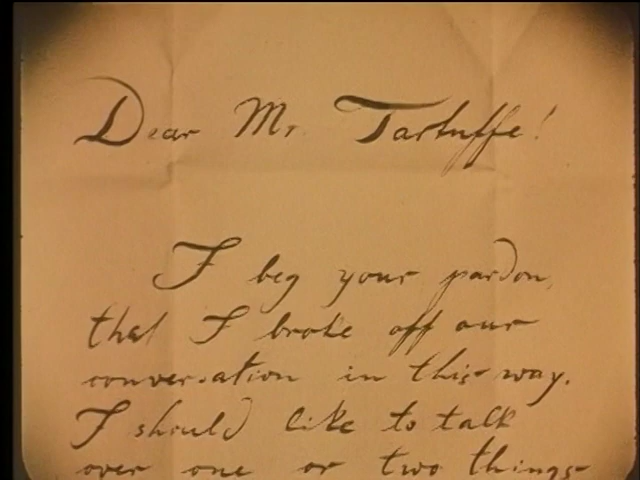 Dear Mr. Tartuffe!
I beg your pardon,
that I broke off our
conversation in this way.
I should like to talk
over one or two things